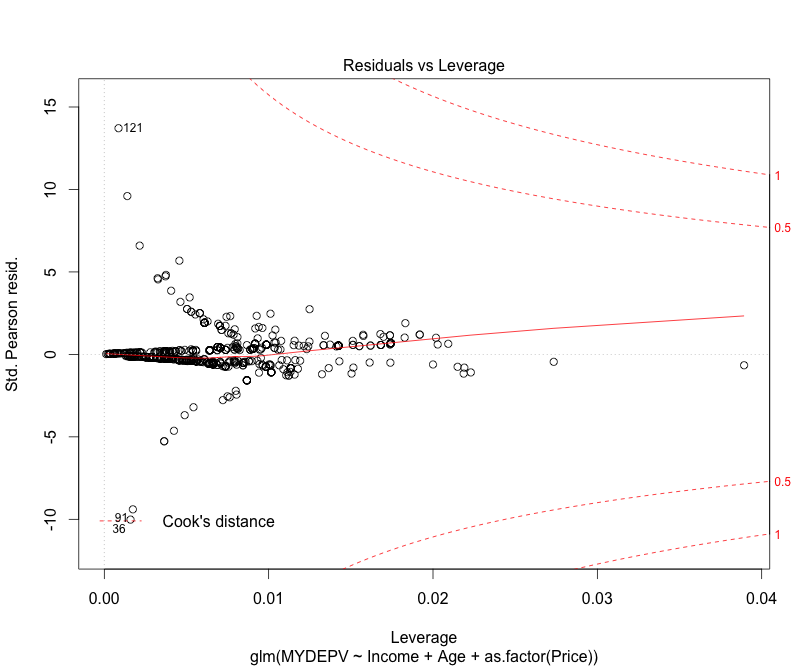 Residuals vs Leverage
Std. Pearson resid.
15
10
5
0
-5
-10
121
91
36
Cook's distance
1
0.5
0.5
1
0.00 0.01 0.02 0.03 0.04
Leverage
glm(MYDEPV ~ Income + Age + as.factor(Price))